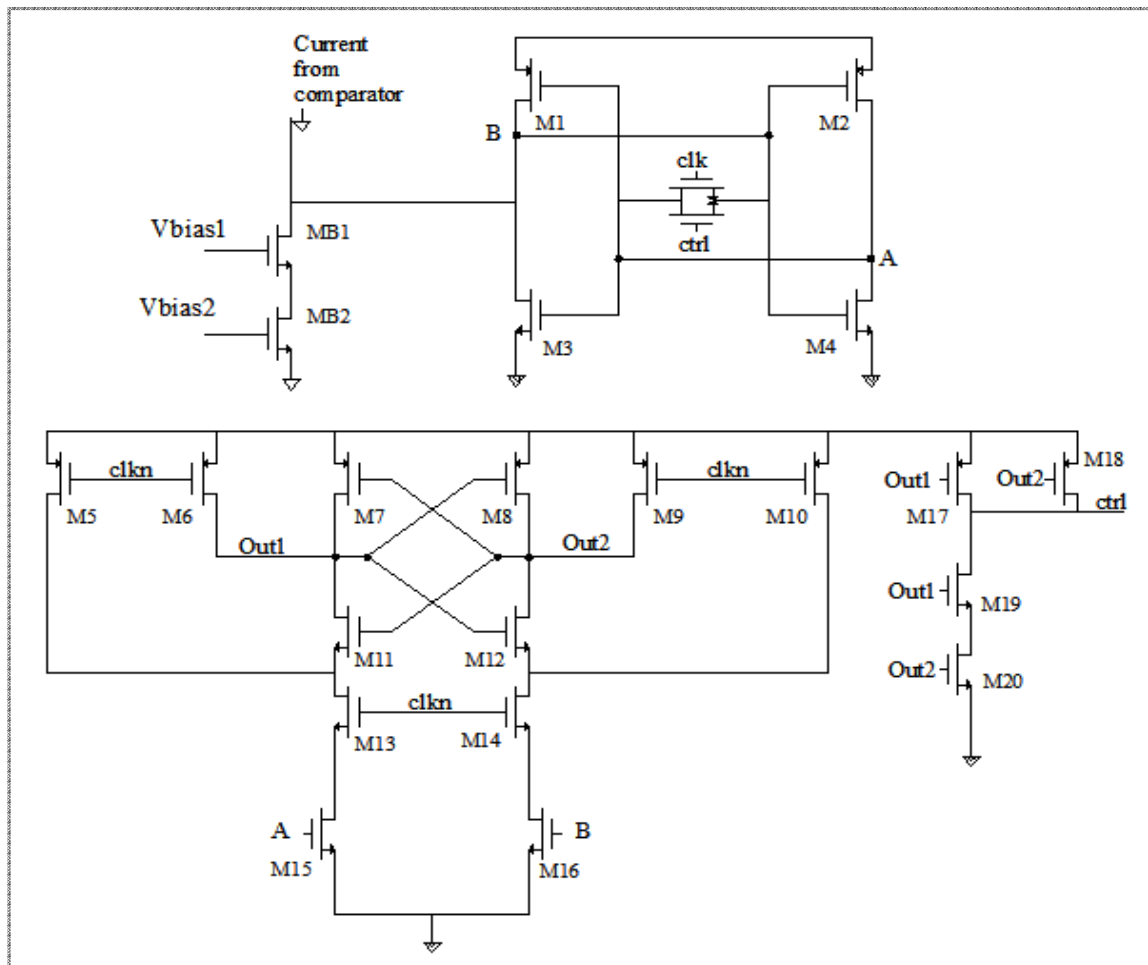 Current
from
comparator
M1
M2
B
clk
Vbias1
MB1
ctrl
A
Vbias2
MB2
M3
M4
clkn
clkn
M18
Out1
Out2
M5
M6
M7
M8
M9
M10
M17
ctrl
Out1
Out2
Out1
M19
M11
M12
Out2
M20
clkn
M13
M14
A
B
M15
M16